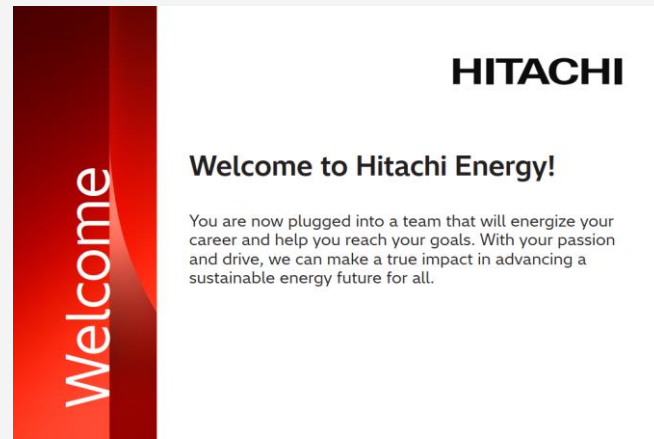 HITACHI
Welcome
Welcome to Hitachi Energy!
You are now plugged into a team that will energize your
career and help you reach your goals. With your passion
and drive, we can make a true impact in advancing a
sustainable energy future for all.